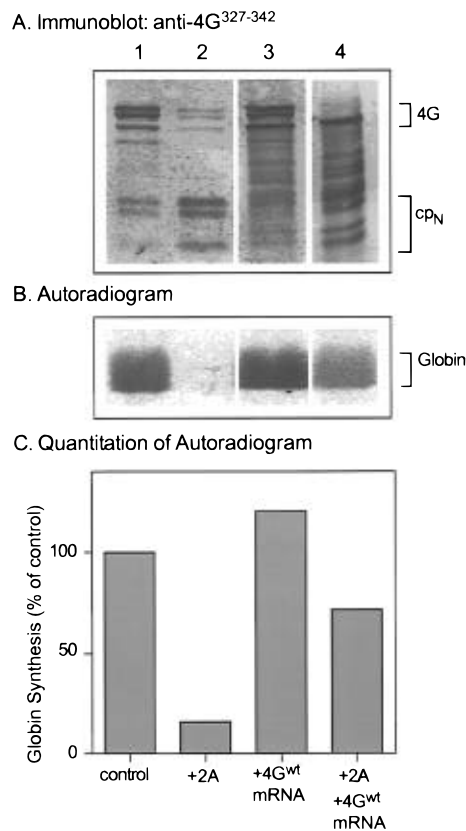 A. Immunoblot: anti-4G327-342
1 2 3 4
4G
cpN
B. Autoradiogram
Globin
C. Quantitation of Autoradiogram
Globin Synthesis (% of control)
100
50
0
control +2A +4Gwt mRNA +2A +4Gwt mRNA